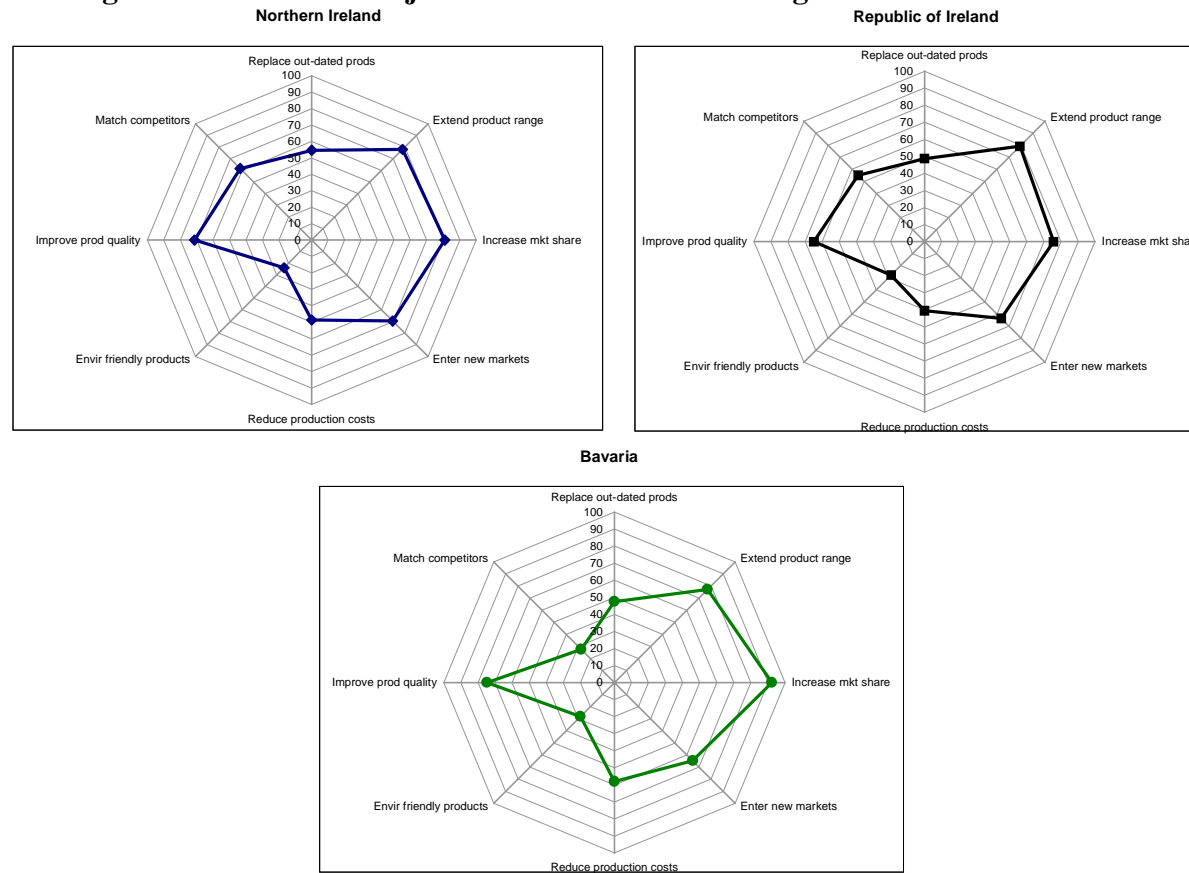 Northern Ireland
Replace out-dated prods
100
90
80
70
60
50
40
30
20
10
0
Extend product range
Increase mkt share
Enter new markets
Reduce production costs
Envir friendly products
Improve prod quality
Match competitors
Republic of Ireland
Replace out-dated prods
100
90
80
70
60
50
40
30
20
10
0
Extend product range
Increase mkt sha
Enter new markets
Reduce production costs
Envir friendly products
Improve prod quality
Match competitors
Bavaria
Replace out-dated prods
100
90
80
70
60
50
40
30
20
10
0
Extend product range
Increase mkt share
Enter new markets
Reduce production costs
Envir friendly products
Improve prod quality
Match competitors